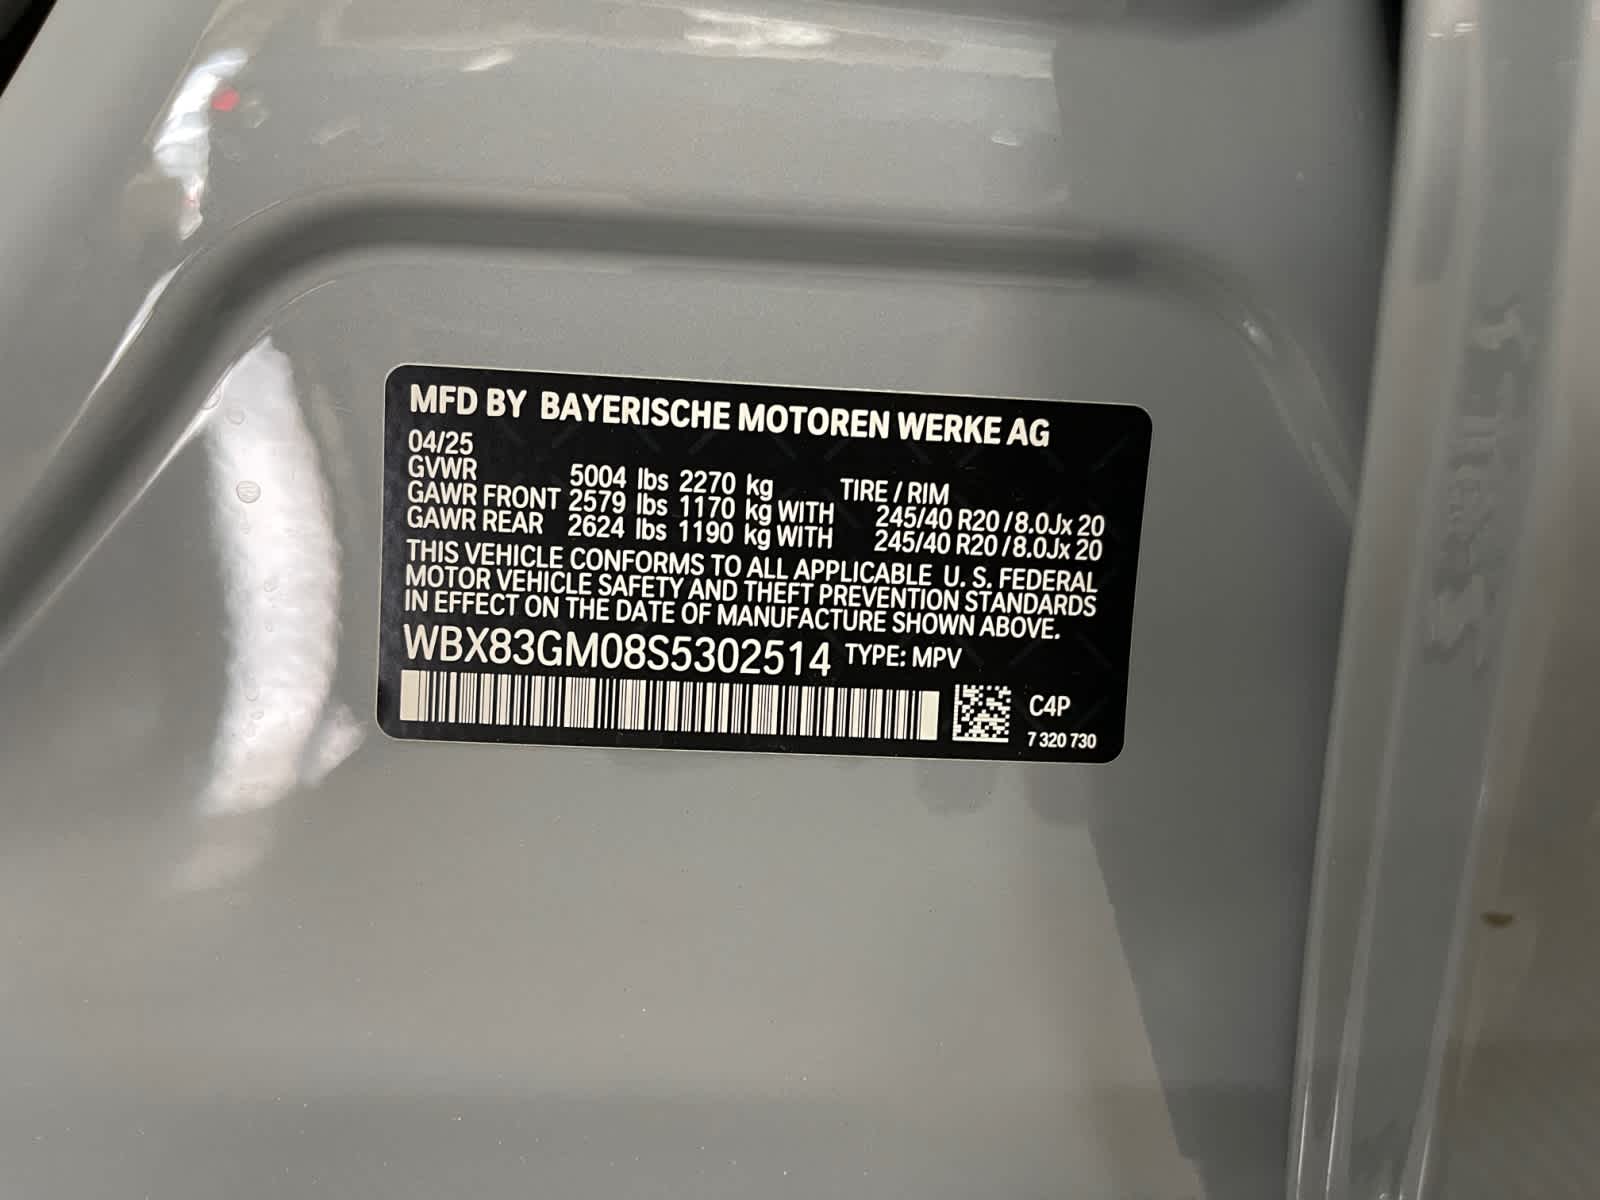 MFD BY BAYERISCHE MOTOREN WERKE AG
04/25
GVWR 5004 lbs 2270 kg TIRE / RIM
GAWR FRONT 2579 lbs 1170 kg WITH 245/40 R20 / 8.0Jx 20
GAWR REAR 2624 lbs 1190 kg WITH 245/40 R20 / 8.0Jx 20
THIS VEHICLE CONFORMS TO ALL APPLICABLE U. S. FEDERAL
MOTOR VEHICLE SAFETY AND THEFT PREVENTION STANDARDS
IN EFFECT ON THE DATE OF MANUFACTURE SHOWN ABOVE.
WBX83GM08S5302514 TYPE: MPV
C4P
7 320 730